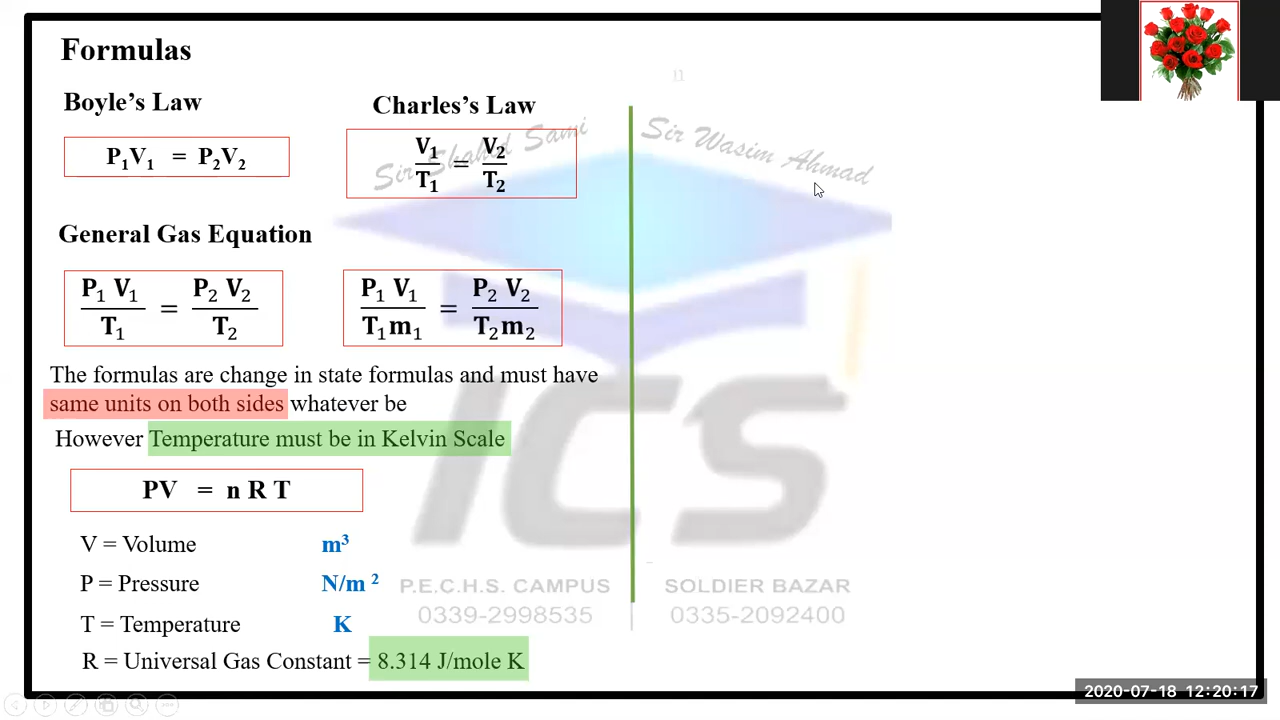 Formulas
Boyle’s Law
P₁V₁ = P₂V₂
Charles’s Law
V₁/T₁ = V₂/T₂
General Gas Equation
P₁ V₁/T₁ = P₂ V₂/T₂
P₁ V₁/T₁m₁ = P₂ V₂/T₂m₂
The formulas are change in state formulas and must have
same units on both sides whatever be
However Temperature must be in Kelvin Scale
PV = n R T
V = Volume m³
P = Pressure N/m ²
T = Temperature K
R = Universal Gas Constant = 8.314 J/mole K
Sir Shahid Sami
Sir Wasim Ahmad
ICS
P.E.C.H.S. CAMPUS
0339-2998535
SOLDIER BAZAR
0335-2092400
2020-07-18 12:20:17